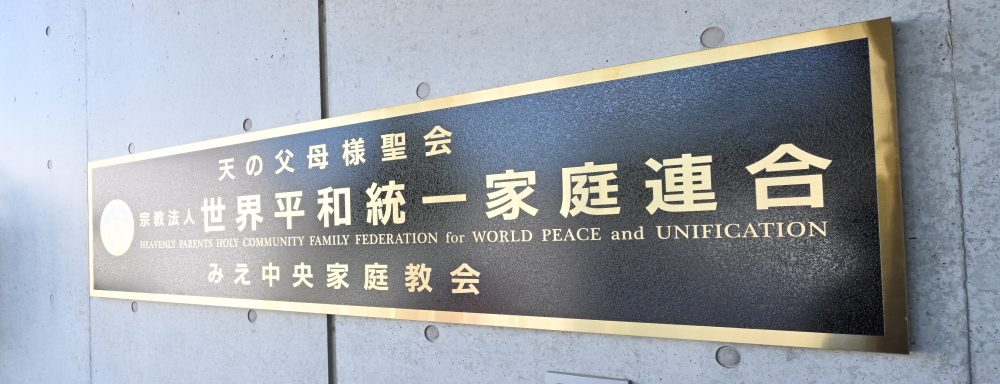 天の父母様聖会
宗教法人 世界平和統一家庭連合
HEAVENLY PARENTS HOLY COMMUNITY FAMILY FEDERATION for WORLD PEACE and UNIFICATION
みえ中央家庭教会